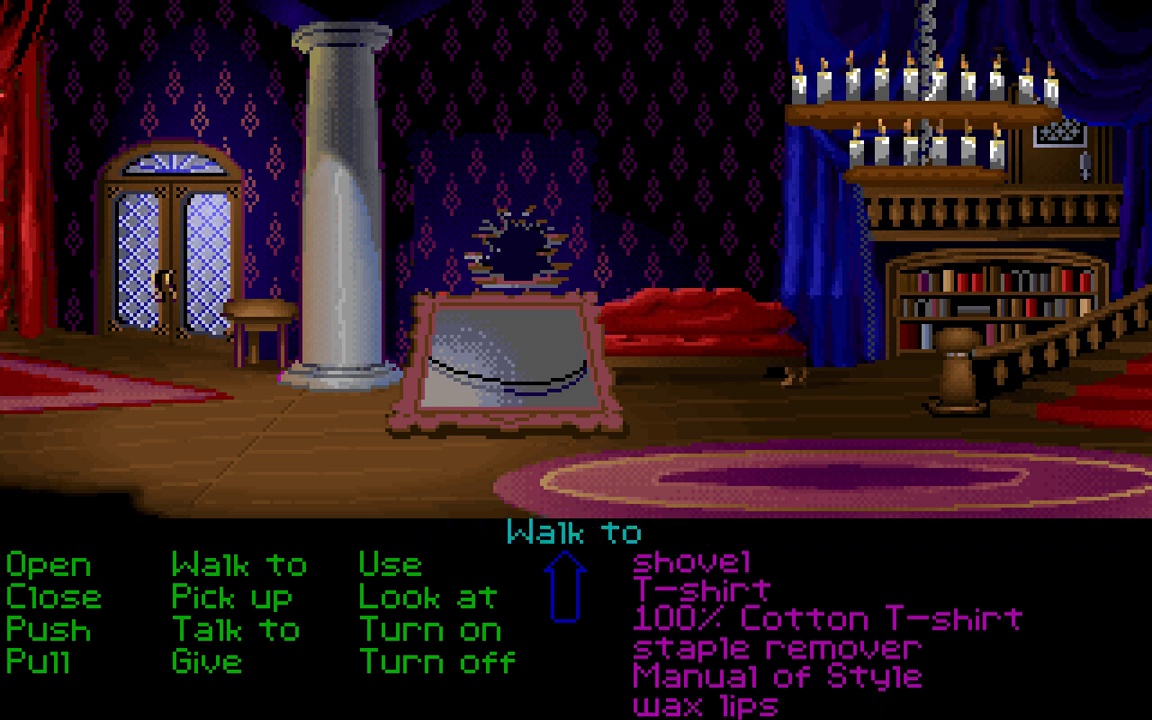 Walk to
Open Walk to Use
Close Pick up Look at
Push Talk to Turn on
Pull Give Turn off
shovel
T-shirt
100% Cotton T-shirt
staple remover
Manual of Style
wax lips